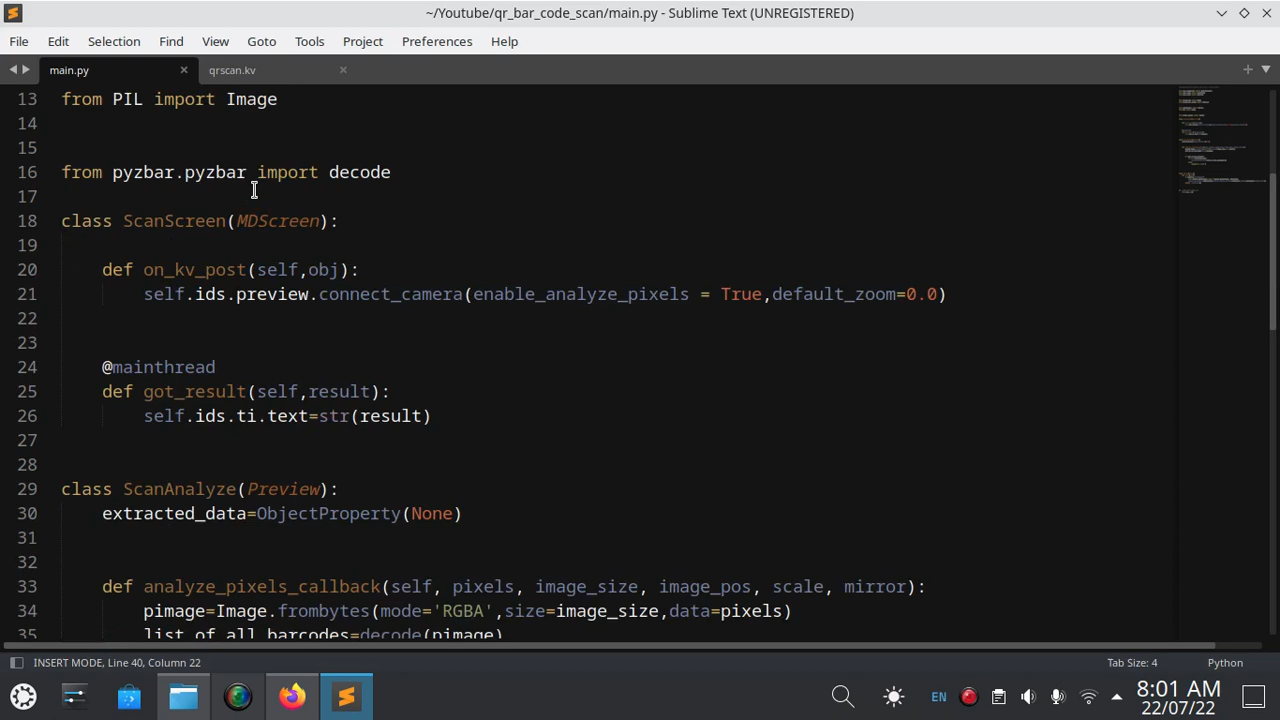 ~/Youtube/qr_bar_code_scan/main.py - Sublime Text (UNREGISTERED)
File Edit Selection Find View Goto Tools Project Preferences Help
main.py qrscan.kv
13 from PIL import Image
14
15
16 from pyzbar.pyzbar import decode
17
18 class ScanScreen(MDScreen):
19
20 def on_kv_post(self,obj):
21 self.ids.preview.connect_camera(enable_analyze_pixels = True,default_zoom=0.0)
22
23
24 @mainthread
25 def got_result(self,result):
26 self.ids.ti.text=str(result)
27
28
29 class ScanAnalyze(Preview):
30 extracted_data=ObjectProperty(None)
31
32
33 def analyze_pixels_callback(self, pixels, image_size, image_pos, scale, mirror):
34 pimage=Image.frombytes(mode='RGBA',size=image_size,data=pixels)
35 list_of_all_barcodes=decode(pimage)
INSERT MODE, Line 40, Column 22 Tab Size: 4 Python
EN 8:01 AM
22/07/22